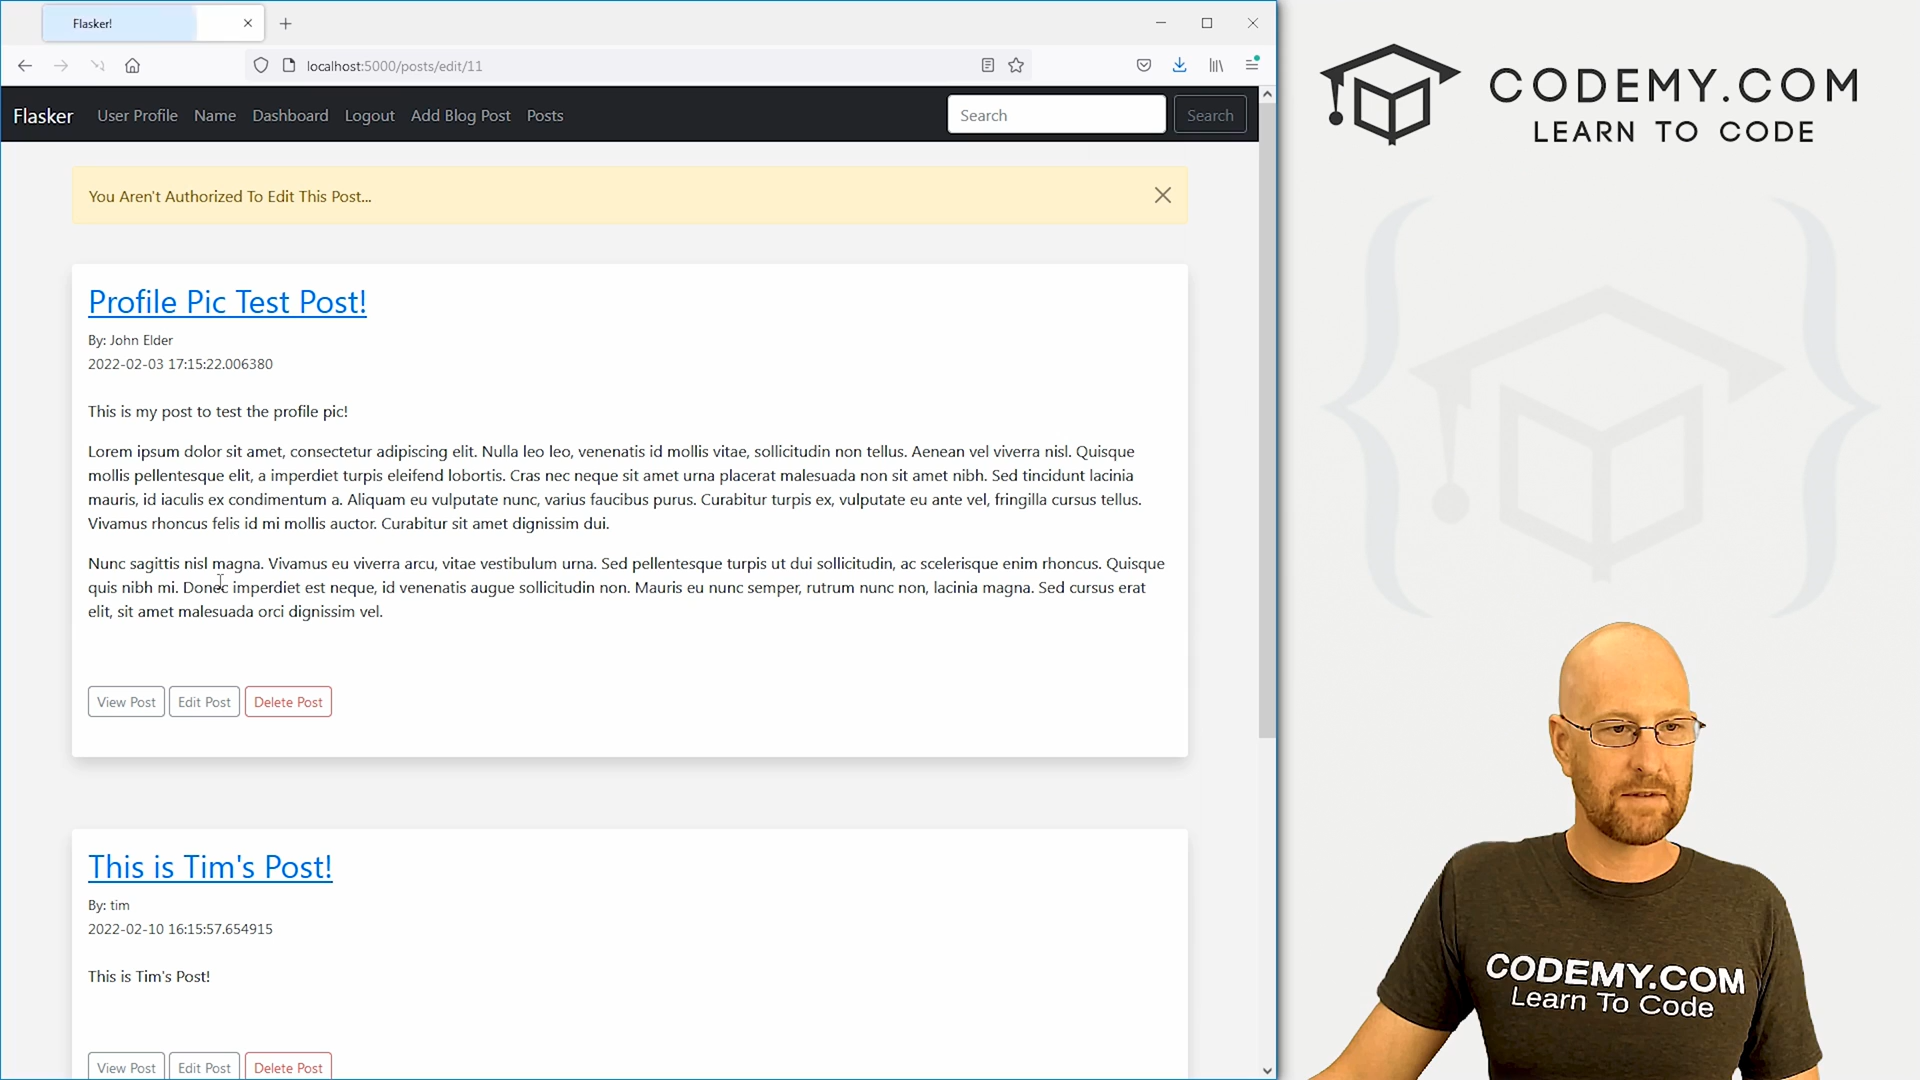 Flasker!
localhost:5000/posts/edit/11
Flasker User Profile Name Dashboard Logout Add Blog Post Posts Search Search
You Aren't Authorized To Edit This Post...
Profile Pic Test Post!
By: John Elder
2022-02-03 17:15:22.006380
This is my post to test the profile pic!
Lorem ipsum dolor sit amet, consectetur adipiscing elit. Nulla leo leo, venenatis id mollis vitae, sollicitudin non tellus. Aenean vel viverra nisl. Quisque
mollis pellentesque elit, a imperdiet turpis eleifend lobortis. Cras nec neque sit amet urna placerat malesuada non sit amet nibh. Sed tincidunt lacinia
mauris, id iaculis ex condimentum a. Aliquam eu vulputate nunc, varius faucibus purus. Curabitur turpis ex, vulputate eu ante vel, fringilla cursus tellus.
Vivamus rhoncus felis id mi mollis auctor. Curabitur sit amet dignissim dui.
Nunc sagittis nisl magna. Vivamus eu viverra arcu, vitae vestibulum urna. Sed pellentesque turpis ut dui sollicitudin, ac scelerisque enim rhoncus. Quisque
quis nibh mi. Donec imperdiet est neque, id venenatis augue sollicitudin non. Mauris eu nunc semper, rutrum nunc non, lacinia magna. Sed cursus erat
elit, sit amet malesuada orci dignissim vel.
View Post Edit Post Delete Post
This is Tim's Post!
By: tim
2022-02-10 16:15:57.654915
This is Tim's Post!
View Post Edit Post Delete Post
CODEMY.COM
LEARN TO CODE
CODEMY.COM
Learn To Code